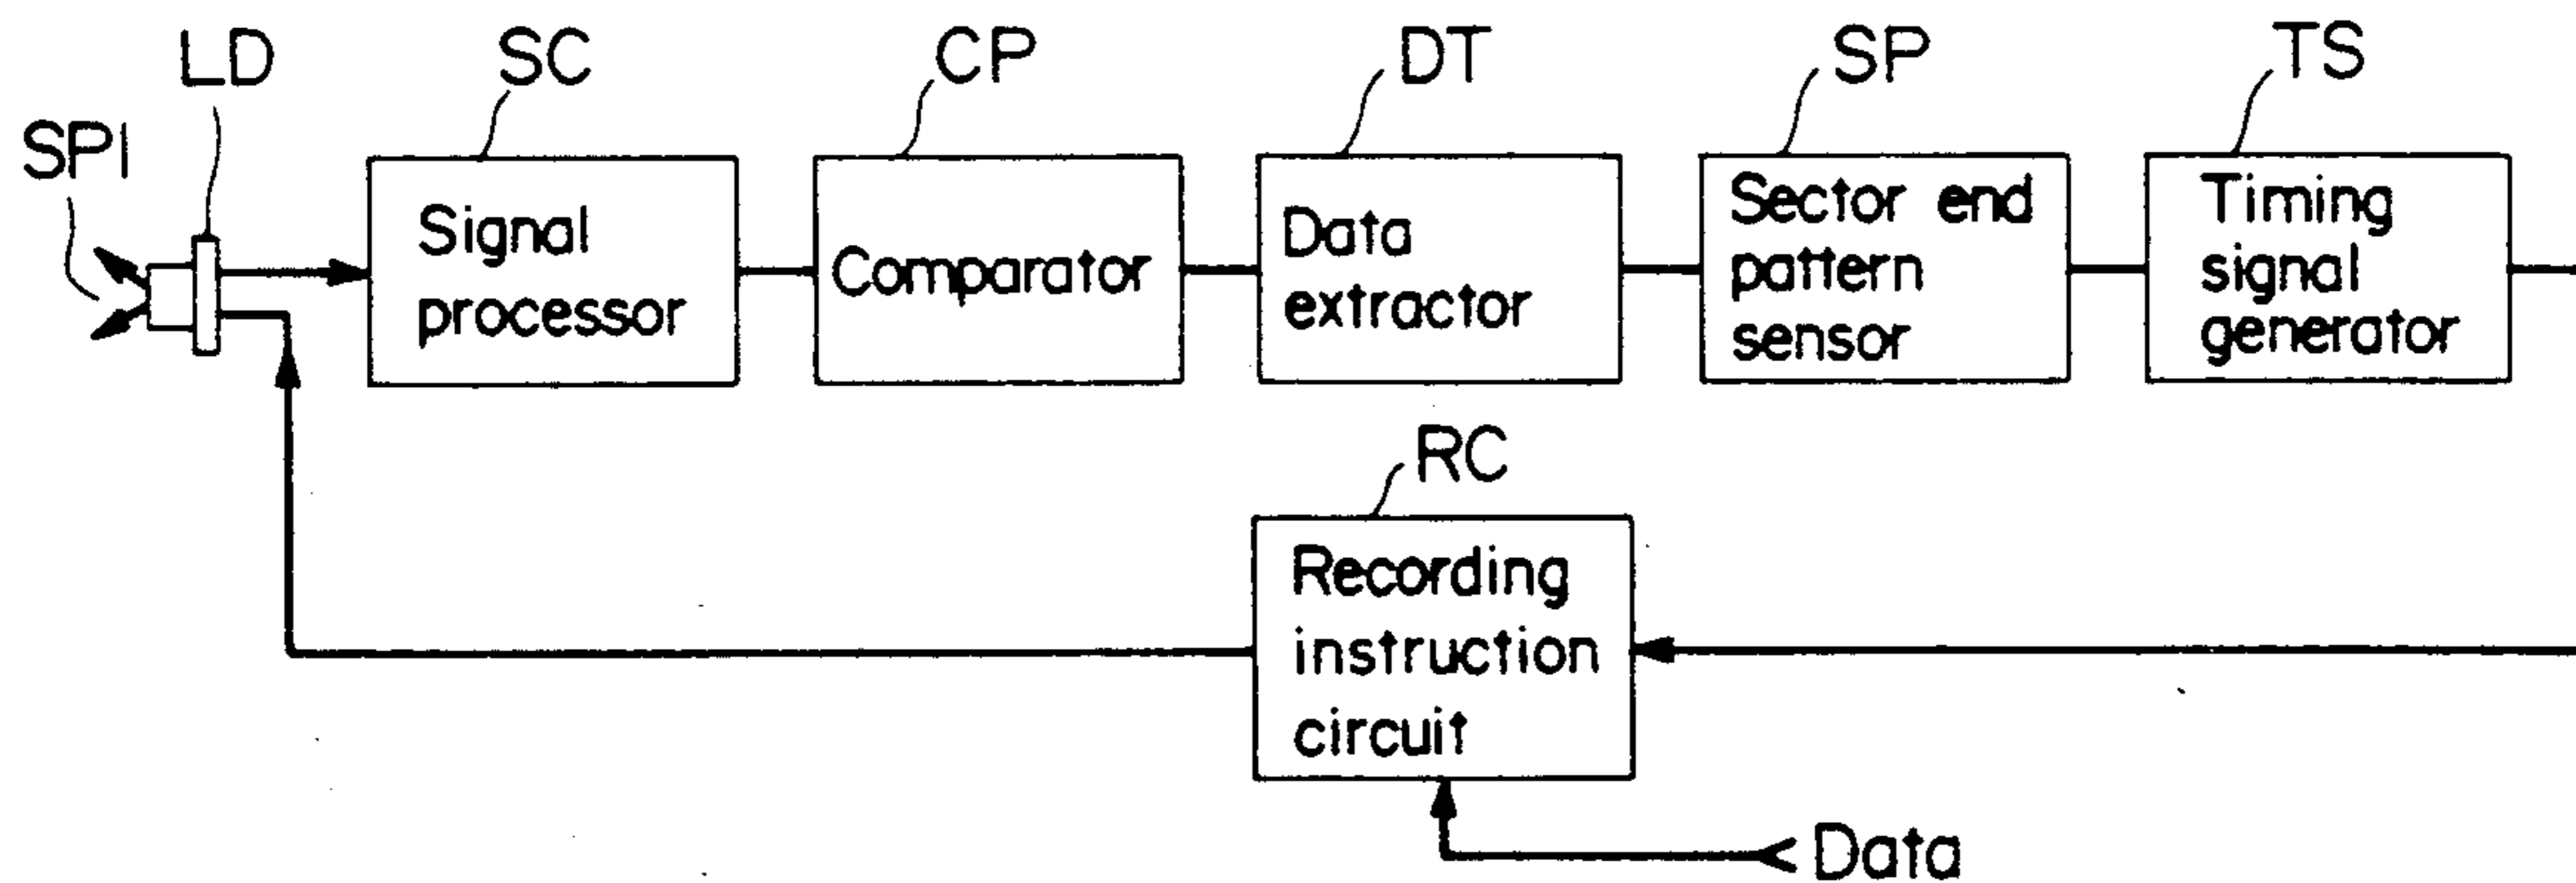 LD
SC
CP
DT
SP
TS
SPI
Signal
processor
Comparator
Data
extractor
Sector end
pattern
sensor
Timing
signal
generator
RC
Recording
instruction
circuit
Data